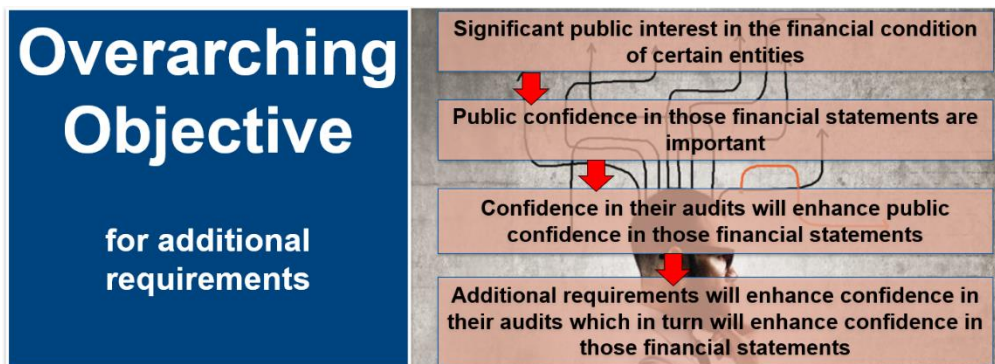 Overarching
Objective
for additional
requirements
Significant public interest in the financial condition
of certain entities
Public confidence in those financial statements are
important
Confidence in their audits will enhance public
confidence in those financial statements
Additional requirements will enhance confidence in
their audits which in turn will enhance confidence in
those financial statements